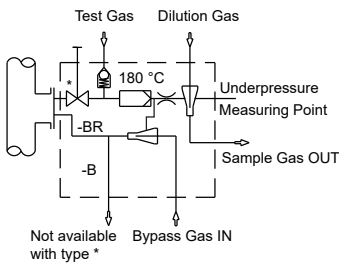 Test Gas
Dilution Gas
*
180 °C
Underpressure
Measuring Point
-BR
Sample Gas OUT
-B
Not available
with type *
Bypass Gas IN